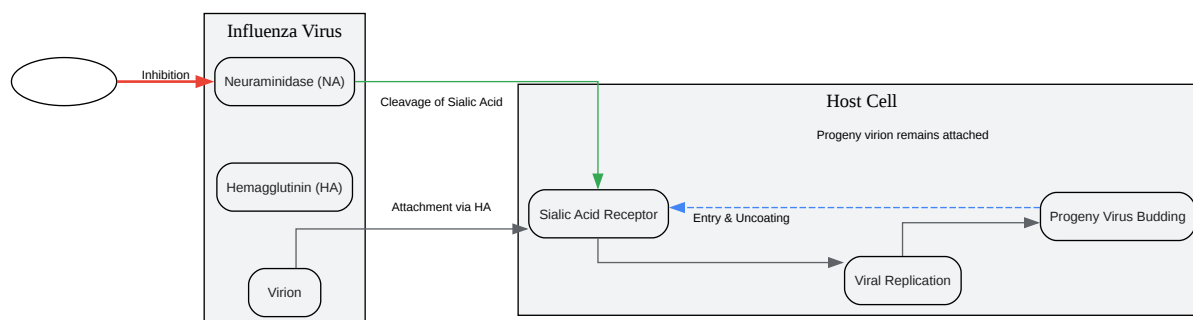 Influenza Virus
Inhibition
Neuraminidase (NA)
Cleavage of Sialic Acid
Host Cell
Progeny virion remains attached
Hemagglutinin (HA)
Attachment via HA
Sialic Acid Receptor
Entry & Uncoating
Progeny Virus Budding
Virion
Viral Replication